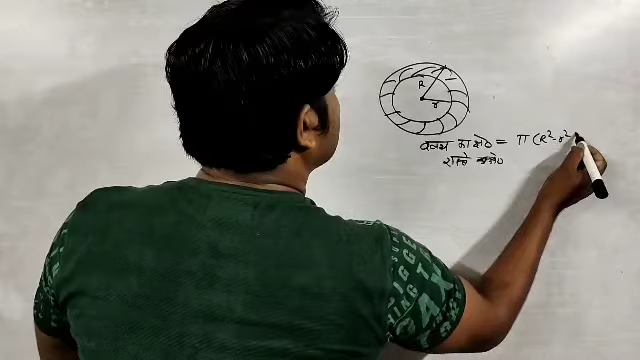 R
r
वलय का क्षे० = π (R²-r²
रास्ते का क्षे०